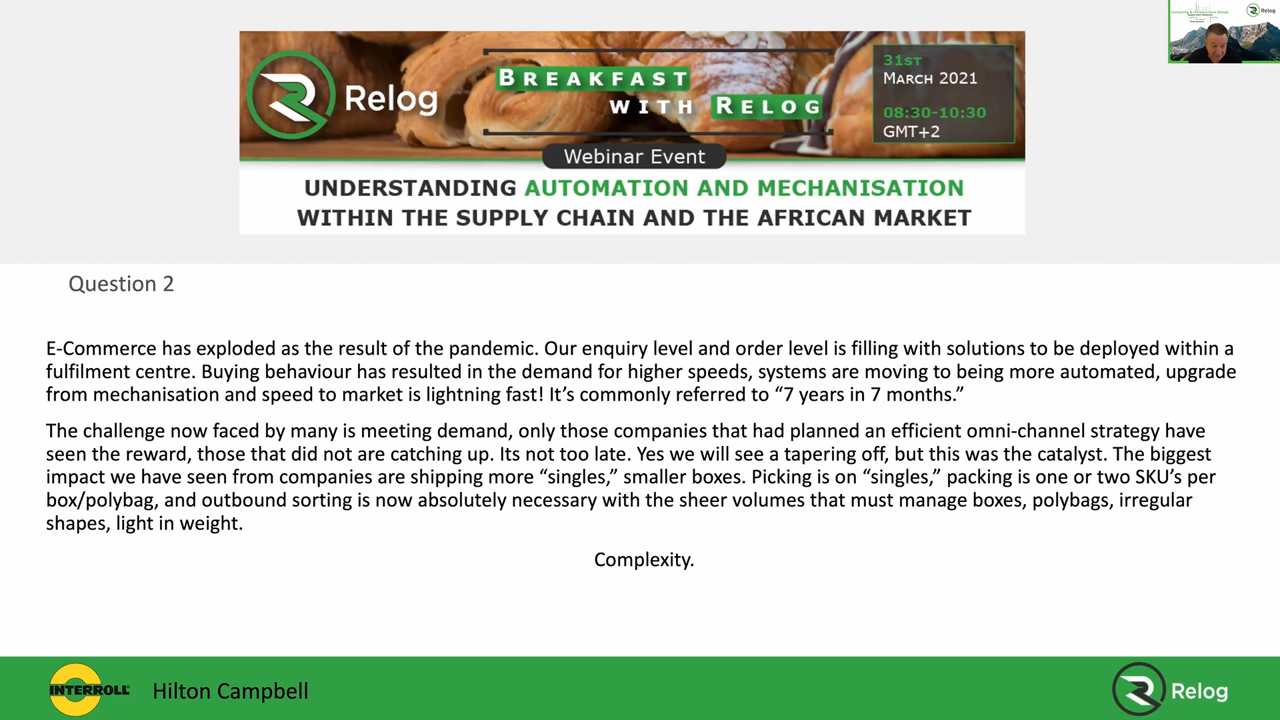 Relog
Relog
BREAKFAST
WITH RELOG
31ST
MARCH 2021
08:30-10:30
GMT+2
Webinar Event
UNDERSTANDING AUTOMATION AND MECHANISATION
WITHIN THE SUPPLY CHAIN AND THE AFRICAN MARKET
Question 2
E-Commerce has exploded as the result of the pandemic. Our enquiry level and order level is filling with solutions to be deployed within a
fulfilment centre. Buying behaviour has resulted in the demand for higher speeds, systems are moving to being more automated, upgrade
from mechanisation and speed to market is lightning fast! It’s commonly referred to “7 years in 7 months.”
The challenge now faced by many is meeting demand, only those companies that had planned an efficient omni-channel strategy have
seen the reward, those that did not are catching up. Its not too late. Yes we will see a tapering off, but this was the catalyst. The biggest
impact we have seen from companies are shipping more “singles,” smaller boxes. Picking is on “singles,” packing is one or two SKU’s per
box/polybag, and outbound sorting is now absolutely necessary with the sheer volumes that must manage boxes, polybags, irregular
shapes, light in weight.
Complexity.
INTERROLL
Hilton Campbell
Relog